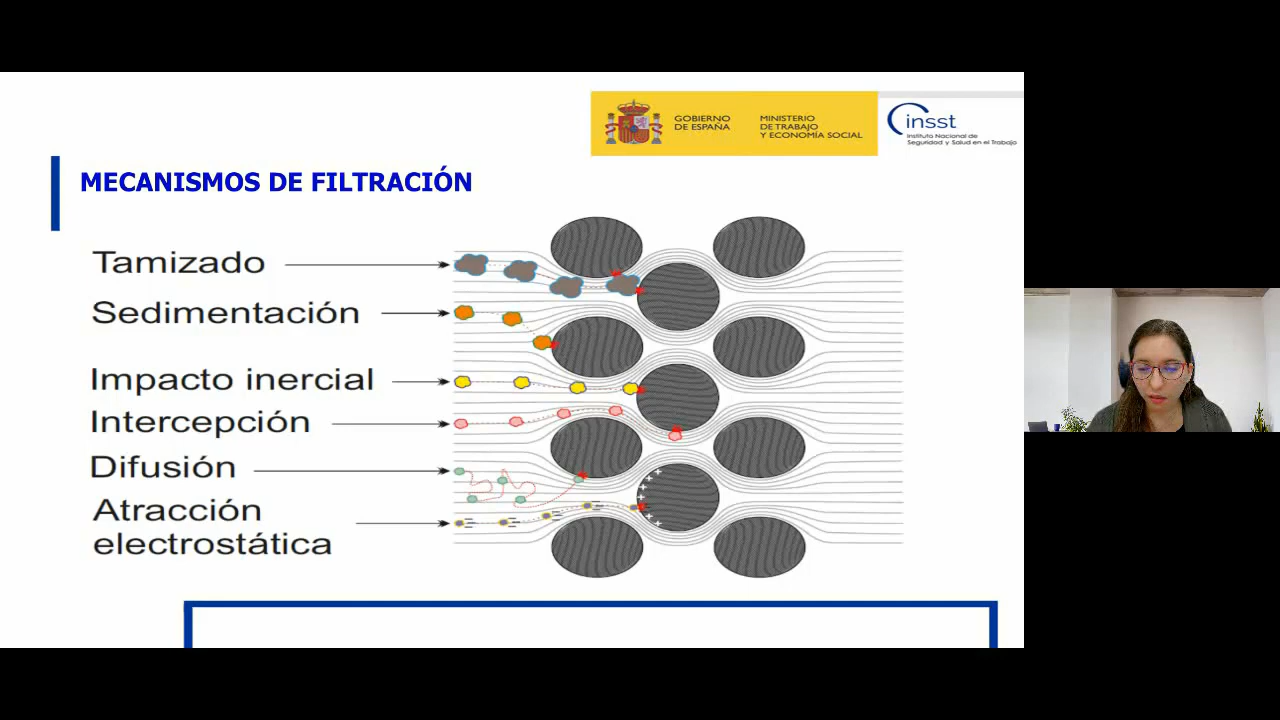 GOBIERNO
DE ESPAÑA
MINISTERIO
DE TRABAJO
Y ECONOMÍA SOCIAL
insst
Instituto Nacional de
Seguridad y Salud en el Trabajo
MECANISMOS DE FILTRACIÓN
Tamizado
Sedimentación
Impacto inercial
Intercepción
Difusión
Atracción
electrostática